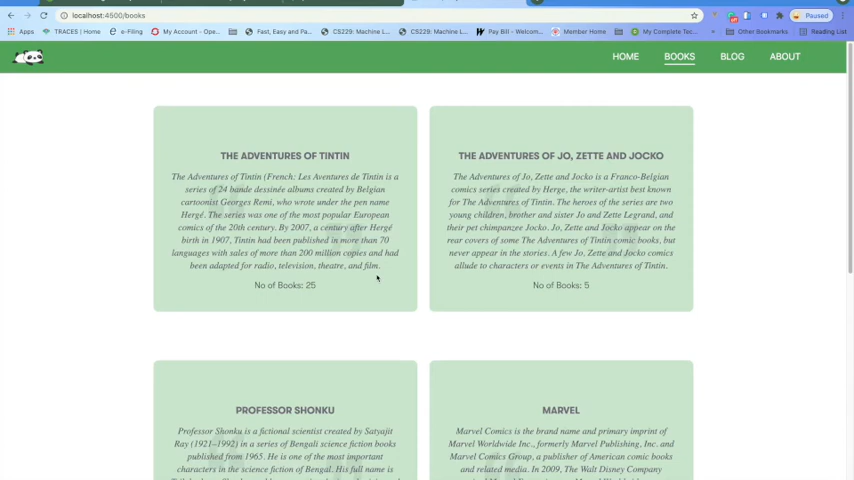 localhost:4500/books
Paused
Apps
TRACES | Home
e-Filing
My Account - Ope...
Fast, Easy and Pa...
CS229: Machine L...
CS229: Machine L...
Pay Bill - Welcom...
Member Home
My Complete Tec...
»
Other Bookmarks
Reading List
HOME
BOOKS
BLOG
ABOUT
THE ADVENTURES OF TINTIN
The Adventures of Tintin (French: Les Aventures de Tintin is a
series of 24 bande dessinée albums created by Belgian
cartoonist Georges Remi, who wrote under the pen name
Hergé. The series was one of the most popular European
comics of the 20th century. By 2007, a century after Hergé
birth in 1907, Tintin had been published in more than 70
languages with sales of more than 200 million copies and had
been adapted for radio, television, theatre, and film.
No of Books: 25
THE ADVENTURES OF JO, ZETTE AND JOCKO
The Adventures of Jo, Zette and Jocko is a Franco-Belgian
comics series created by Herge, the writer-artist best known
for The Adventures of Tintin. The heroes of the series are two
young children, brother and sister Jo and Zette Legrand, and
their pet chimpanzee Jocko. Jo, Zette and Jocko appear on the
rear covers of some The Adventures of Tintin comic books, but
never appear in the series. A few Jo, Zette and Jocko comics
allude to characters or events in The Adventures of Tintin.
No of Books: 5
PROFESSOR SHONKU
Professor Shonku is a fictional scientist created by Satyajit
Ray (1921–1992) in a series of Bengali science fiction books
published from 1965. He is one of the most important
characters in the science fiction of Bengal. His full name is
MARVEL
Marvel Comics is the brand name and primary imprint of
Marvel Worldwide Inc., formerly Marvel Publishing, Inc. and
Marvel Comics Group, a publisher of American comic books
and related media. In 2009, The Walt Disney Company